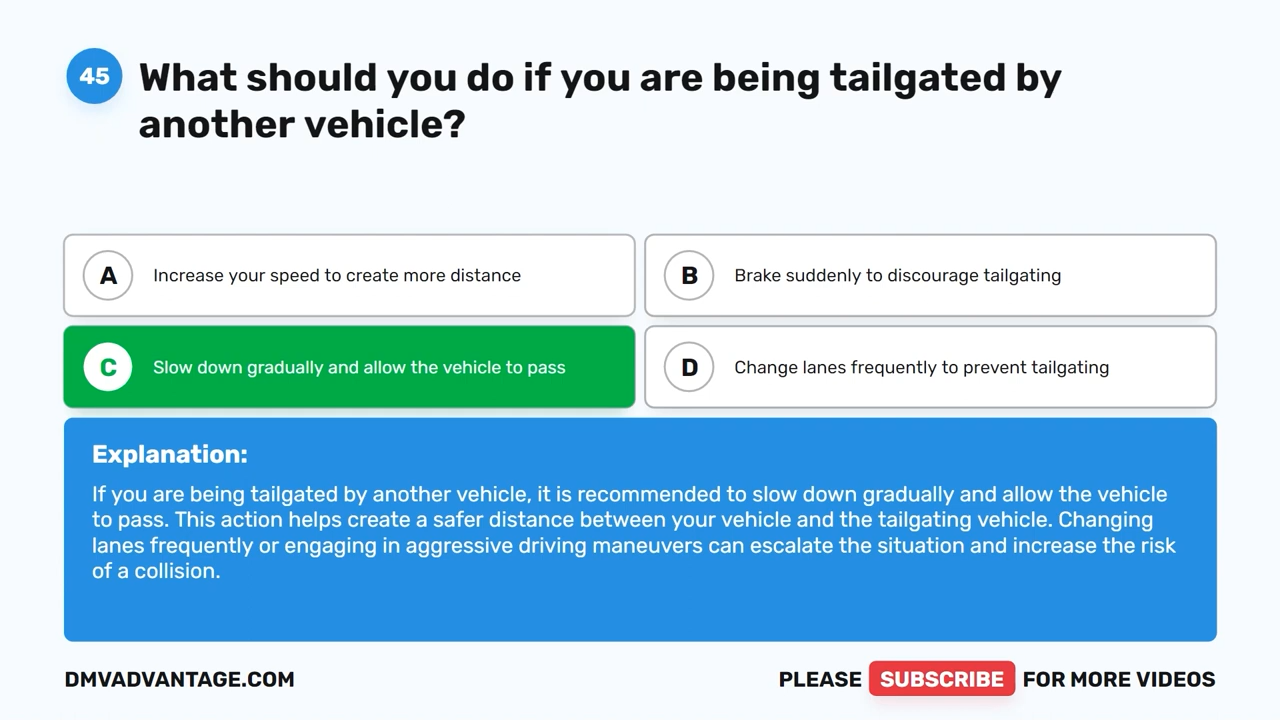 45
What should you do if you are being tailgated by
another vehicle?
A
Increase your speed to create more distance
B
Brake suddenly to discourage tailgating
C
Slow down gradually and allow the vehicle to pass
D
Change lanes frequently to prevent tailgating
Explanation:
If you are being tailgated by another vehicle, it is recommended to slow down gradually and allow the vehicle
to pass. This action helps create a safer distance between your vehicle and the tailgating vehicle. Changing
lanes frequently or engaging in aggressive driving maneuvers can escalate the situation and increase the risk
of a collision.
DMVADVANTAGE.COM
PLEASE SUBSCRIBE FOR MORE VIDEOS